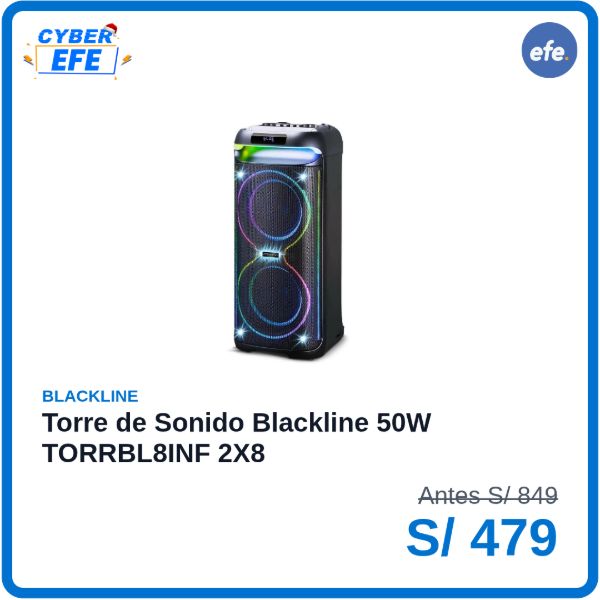 CYBER
EFE
efe.
BLACKLINE
Torre de Sonido Blackline 50W
TORRBL8INF 2X8
Antes S/ 849
S/ 479